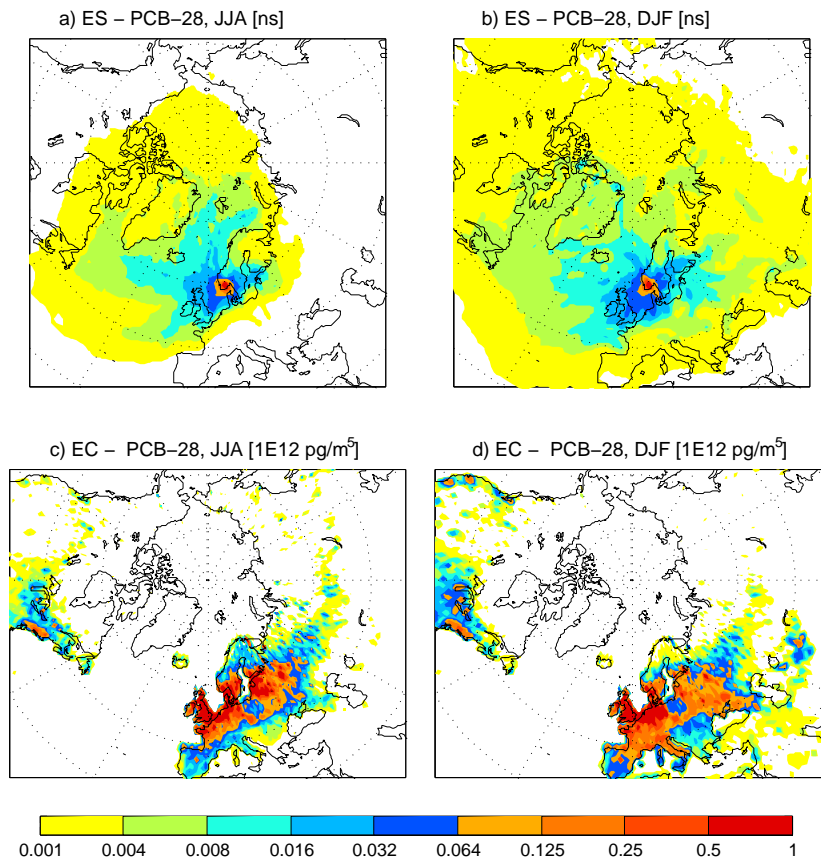 a) ES − PCB−28, JJA [ns]
b) ES − PCB−28, DJF [ns]
c) EC − PCB−28, JJA [1E12 pg/m⁵]
d) EC − PCB−28, DJF [1E12 pg/m⁵]
0.001 0.004 0.008 0.016 0.032 0.064 0.125 0.25 0.5 1